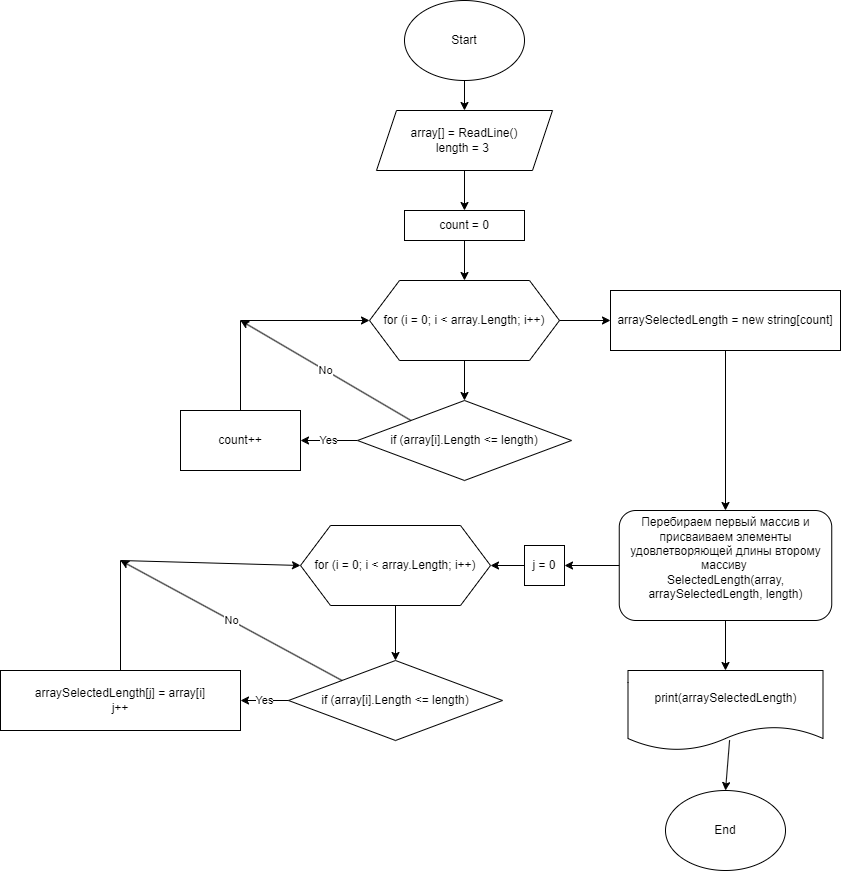 Start
array[] = ReadLine()
length = 3
count = 0
for (i = 0; i < array.Length; i++)
arraySelectedLength = new string[count]
No
count++
Yes
if (array[i].Length <= length)
Перебираем первый массив и
присваиваем элементы
удовлетворяющей длины второму
массиву
SelectedLength(array,
arraySelectedLength, length)
j = 0
for (i = 0; i < array.Length; i++)
No
arraySelectedLength[j] = array[i]
j++
Yes
if (array[i].Length <= length)
print(arraySelectedLength)
End